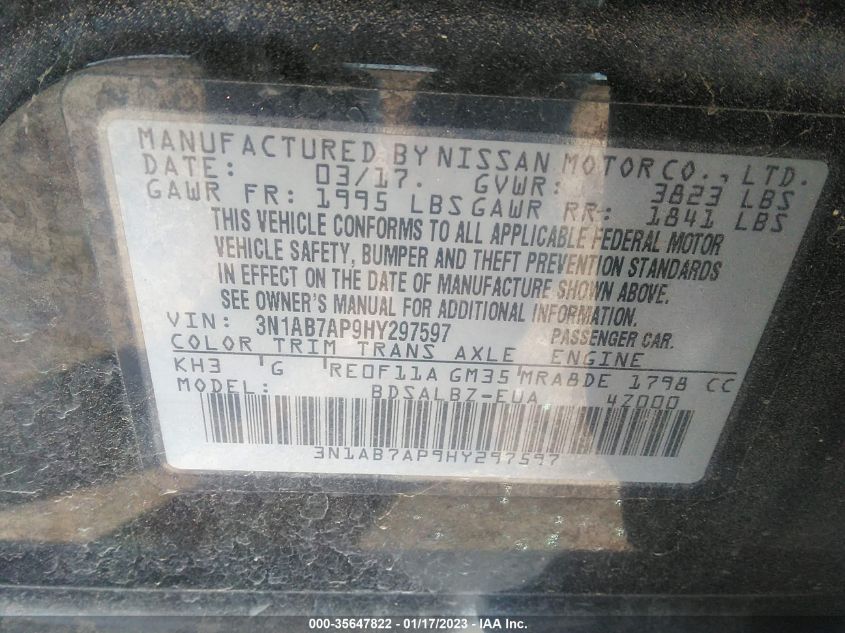 MANUFACTURED BY NISSAN MOTOR CO., LTD.
DATE: 03/17. GVWR: 3823 LBS
GAWR FR: 1995 LBS GAWR RR: 1841 LBS
THIS VEHICLE CONFORMS TO ALL APPLICABLE FEDERAL MOTOR
VEHICLE SAFETY, BUMPER AND THEFT PREVENTION STANDARDS
IN EFFECT ON THE DATE OF MANUFACTURE SHOWN ABOVE.
SEE OWNER'S MANUAL FOR ADDITIONAL INFORMATION.
VIN: 3N1AB7AP9HY297597 PASSENGER CAR.
COLOR TRIM TRANS AXLE ENGINE
KH3 G RE0F11A GM35 MRA8DE 1798 CC
MODEL: BDSALBZ-EUA 4Z000
3N1AB7AP9HY297597
000-35647822 - 01/17/2023 - IAA Inc.